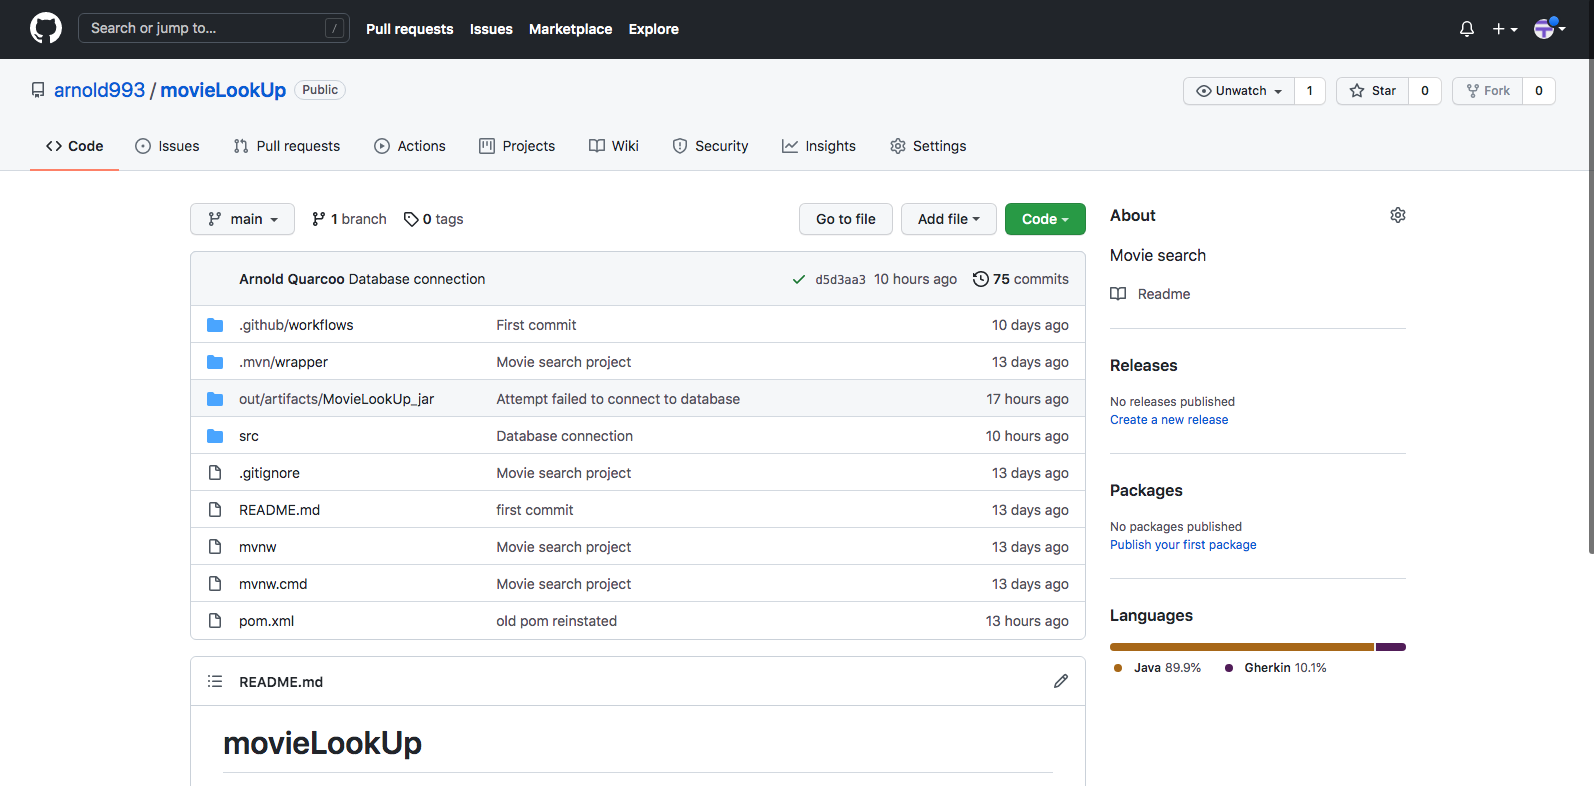 Search or jump to... /
Pull requests Issues Marketplace Explore
arnold993 / movieLookUp Public
Unwatch 1 Star 0 Fork 0
Code Issues Pull requests Actions Projects Wiki Security Insights Settings
main 1 branch 0 tags
Go to file Add file Code
Arnold Quarcoo Database connection d5d3aa3 10 hours ago 75 commits
.github/workflows First commit 10 days ago
.mvn/wrapper Movie search project 13 days ago
out/artifacts/MovieLookUp_jar Attempt failed to connect to database 17 hours ago
src Database connection 10 hours ago
.gitignore Movie search project 13 days ago
README.md first commit 13 days ago
mvnw Movie search project 13 days ago
mvnw.cmd Movie search project 13 days ago
pom.xml old pom reinstated 13 hours ago
README.md
movieLookUp
About
Movie search
Readme
Releases
No releases published
Create a new release
Packages
No packages published
Publish your first package
Languages
Java 89.9% Gherkin 10.1%